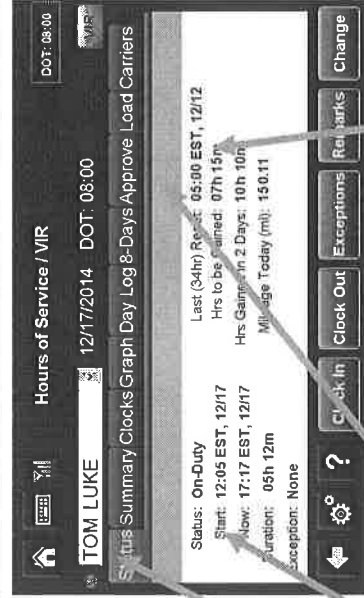 Hours of Service / VIR
DOT: 08:00
TOM LUKE
12/17/2014 DOT: 08:00
VIR
Status Summary Clocks Graph Day Log 8-Days Approve Load Carriers
Status: On-Duty
Start: 12:05 EST, 12/17
Now: 17:17 EST, 12/17
Duration: 05h 12m
Exception: None
Last (34hr) Reset: 05:00 EST, 12/12
Hrs to be Gained: 07h 15m
Hrs Gained in 2 Days: 10h 10m
Mileage Today (mi): 150.11
Clock In
Clock Out
Exceptions
Remarks
Change
?